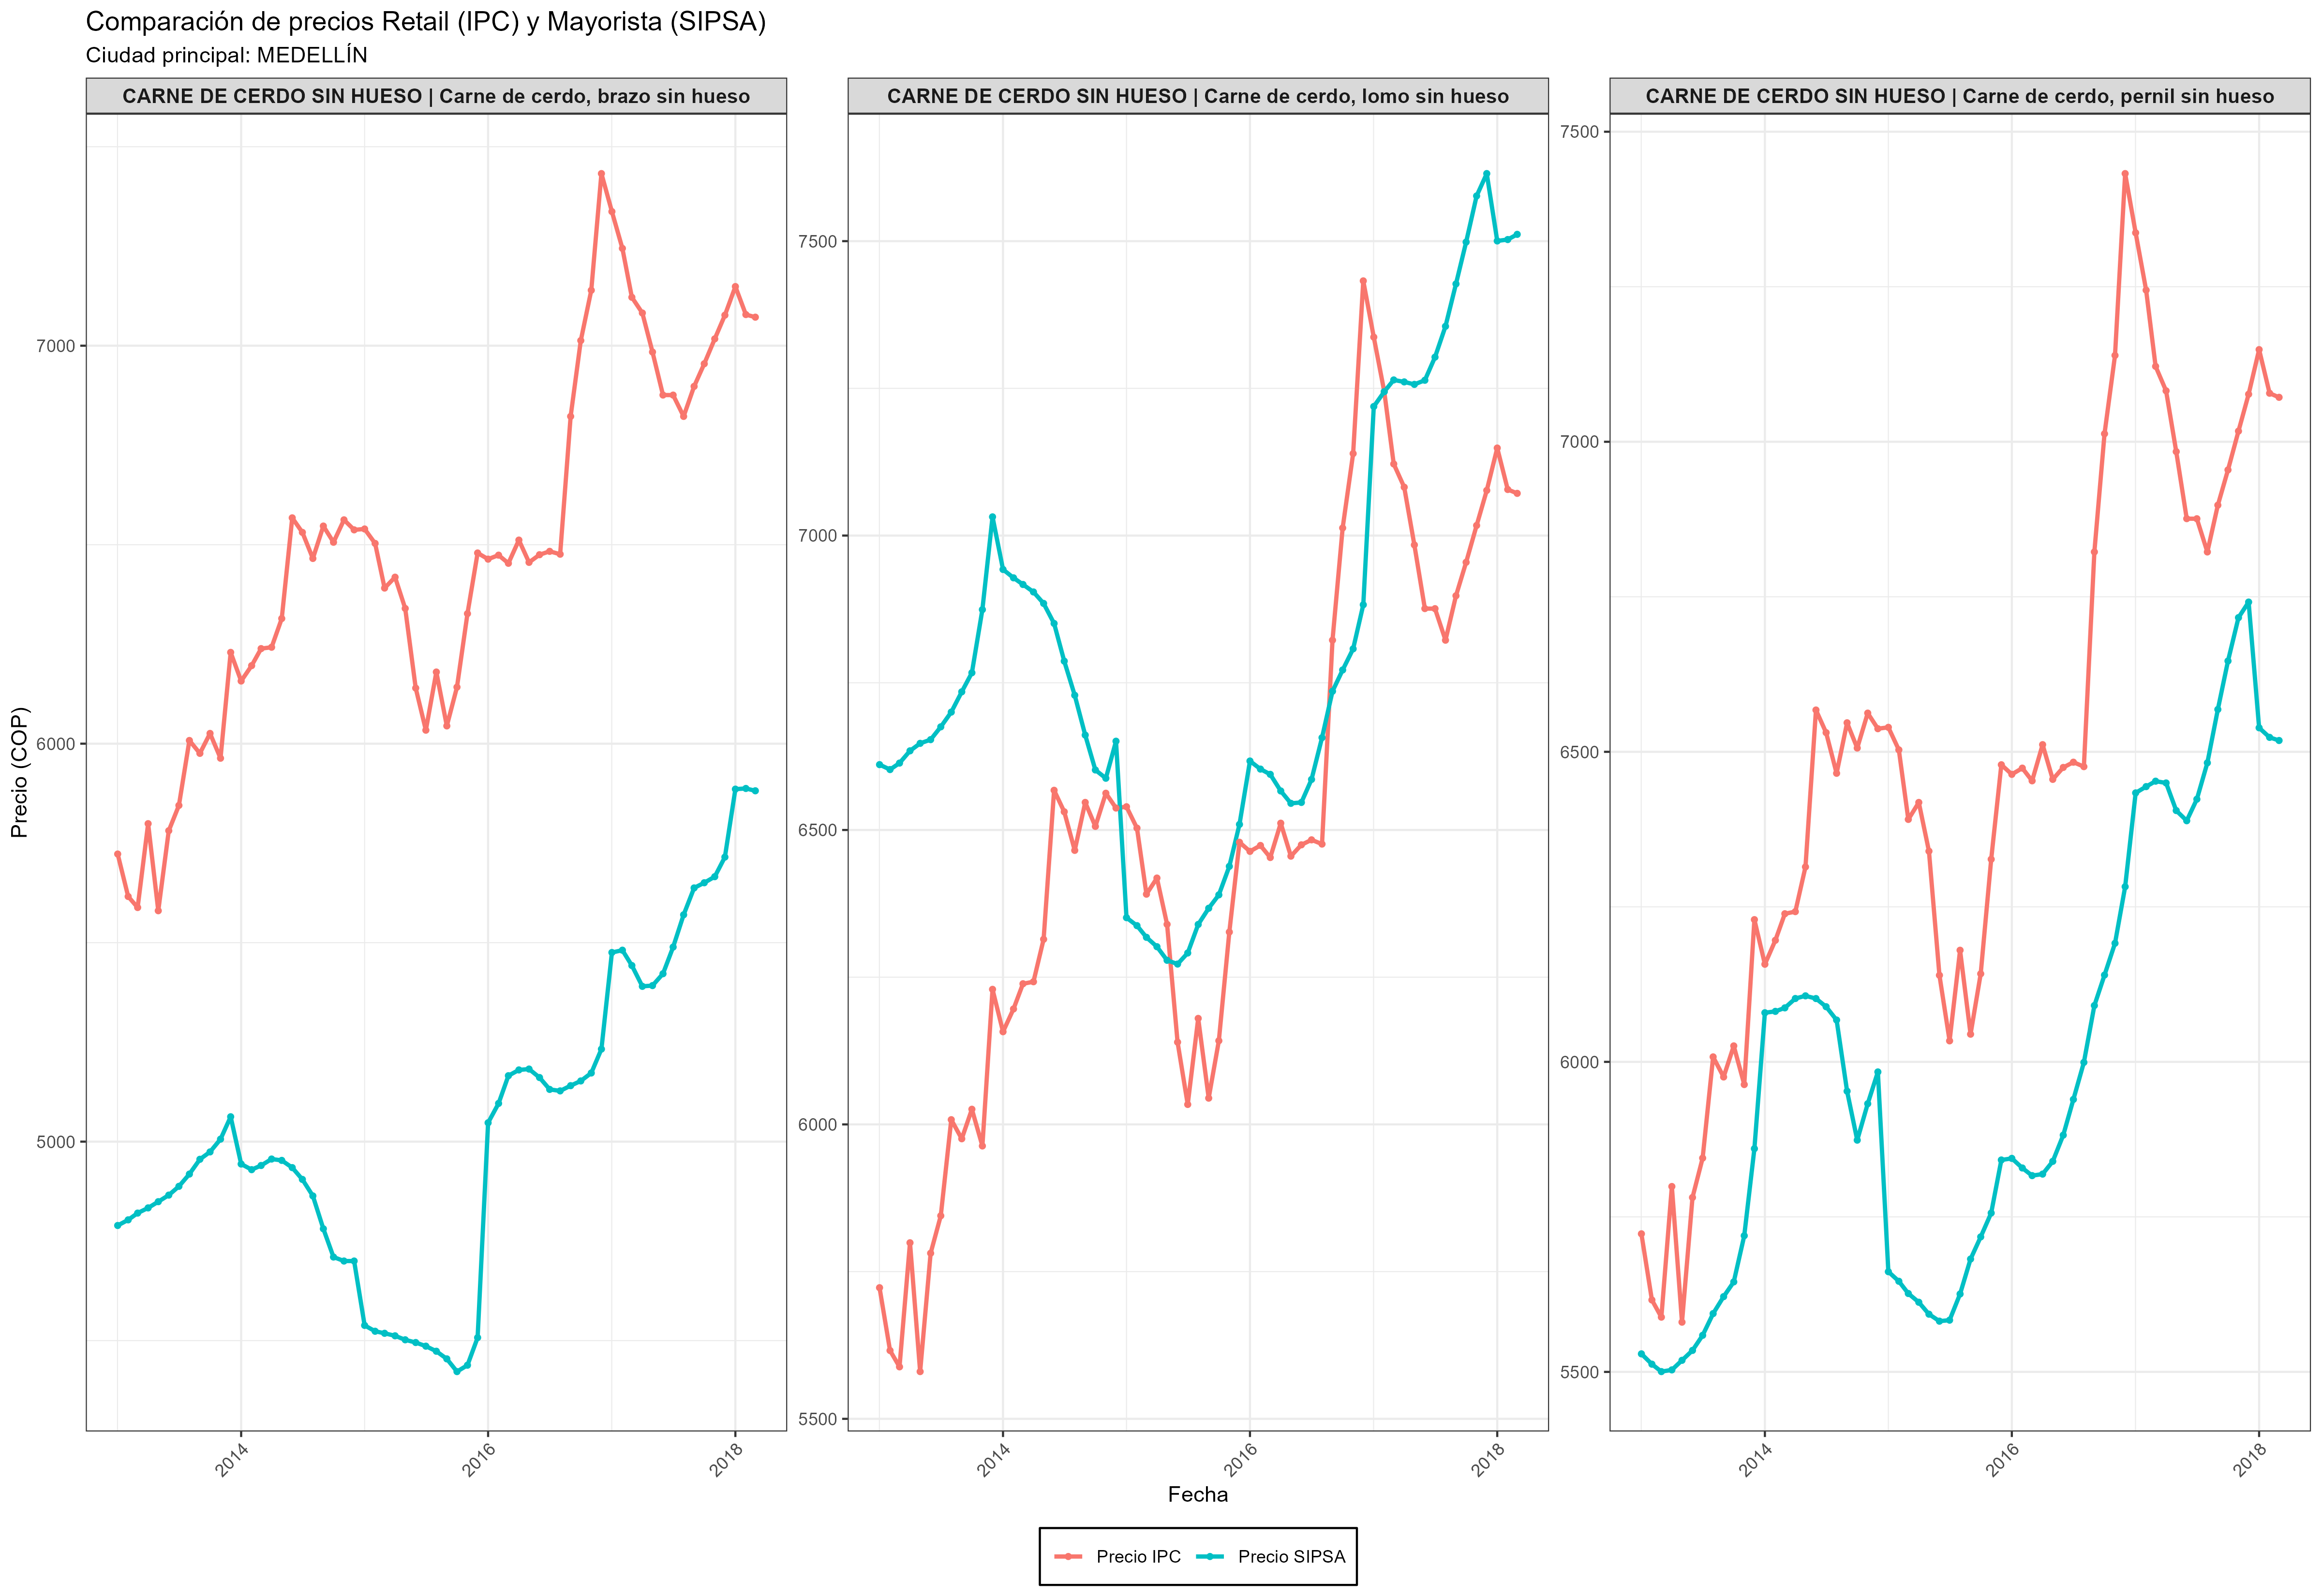 Comparación de precios Retail (IPC) y Mayorista (SIPSA)
Ciudad principal: MEDELLÍN
CARNE DE CERDO SIN HUESO | Carne de cerdo, brazo sin hueso
CARNE DE CERDO SIN HUESO | Carne de cerdo, lomo sin hueso
CARNE DE CERDO SIN HUESO | Carne de cerdo, pernil sin hueso
Precio (COP)
7000
6000
5000
2014
2016
2018
7500
7000
6500
6000
5500
2014
2016
2018
7500
7000
6500
6000
5500
2014
2016
2018
Fecha
Precio IPC
Precio SIPSA